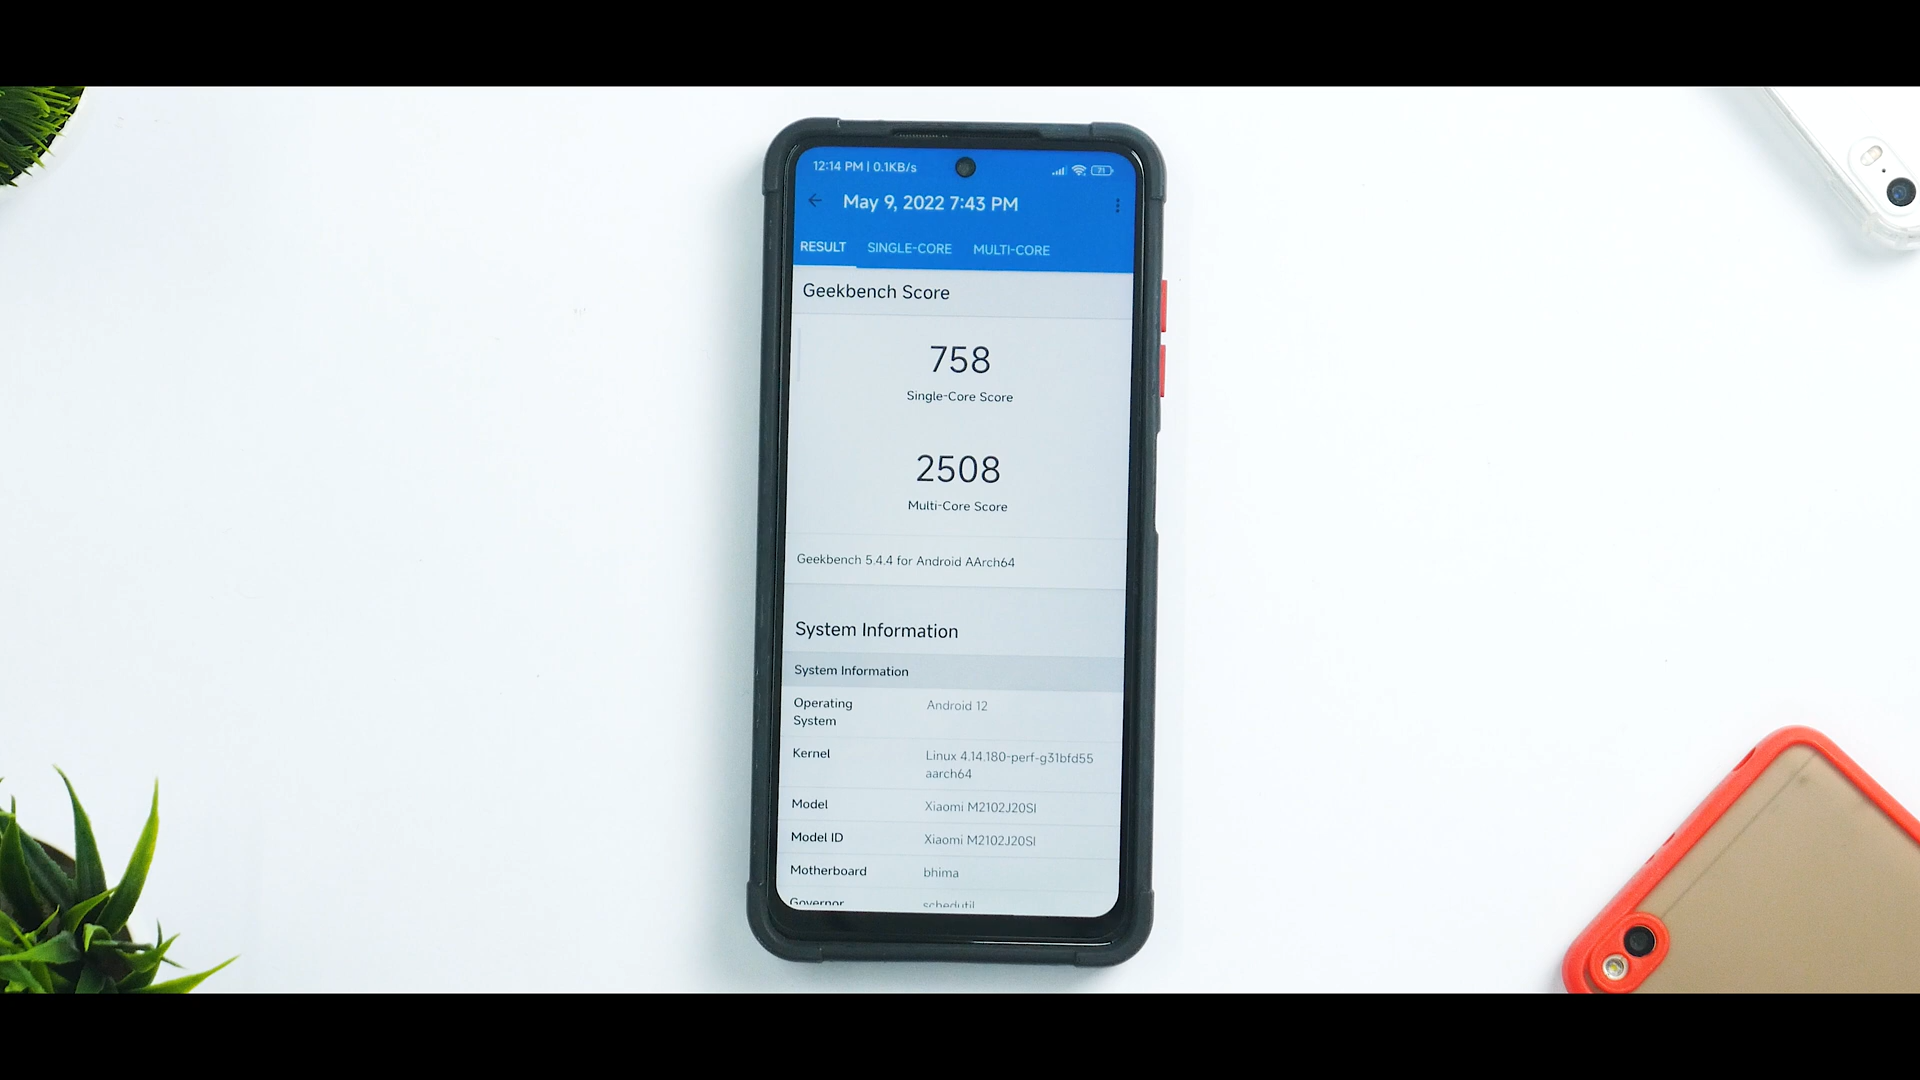 12:14 PM | 0.1KB/s
71
May 9, 2022 7:43 PM
RESULT SINGLE-CORE MULTI-CORE
Geekbench Score
758
Single-Core Score
2508
Multi-Core Score
Geekbench 5.4.4 for Android AArch64
System Information
System Information
Operating System
Android 12
Kernel
Linux 4.14.180-perf-g31bfd55
aarch64
Model Xiaomi M2102J20SI
Model ID Xiaomi M2102J20SI
Motherboard bhima
Governor schedutil